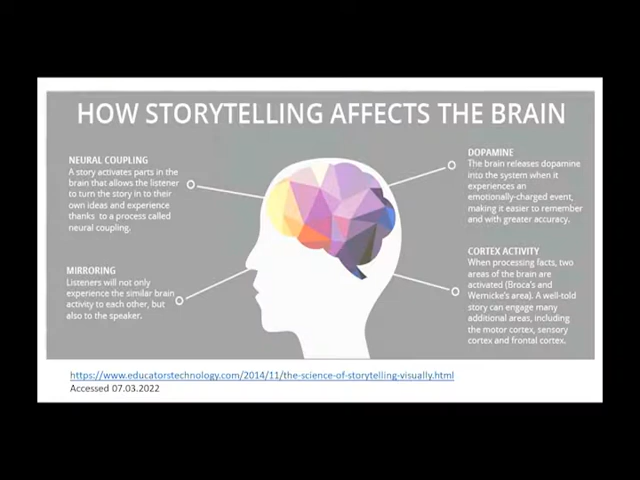 HOW STORYTELLING AFFECTS THE BRAIN
NEURAL COUPLING
A story activates parts in the
brain that allows the listener
to turn the story in to their
own ideas and experience
thanks to a process called
neural coupling.
MIRRORING
Listeners will not only
experience the similar brain
activity to each other, but
also to the speaker.
DOPAMINE
The brain releases dopamine
into the system when it
experiences an
emotionally-charged event,
making it easier to remember
and with greater accuracy.
CORTEX ACTIVITY
When processing facts, two
areas of the brain are
activated (Broca's and
Wernicke's area). A well-told
story can engage many
additional areas, including
the motor cortex, sensory
cortex and frontal cortex.
https://www.educatorstechnology.com/2014/11/the-science-of-storytelling-visually.html
Accessed 07.03.2022